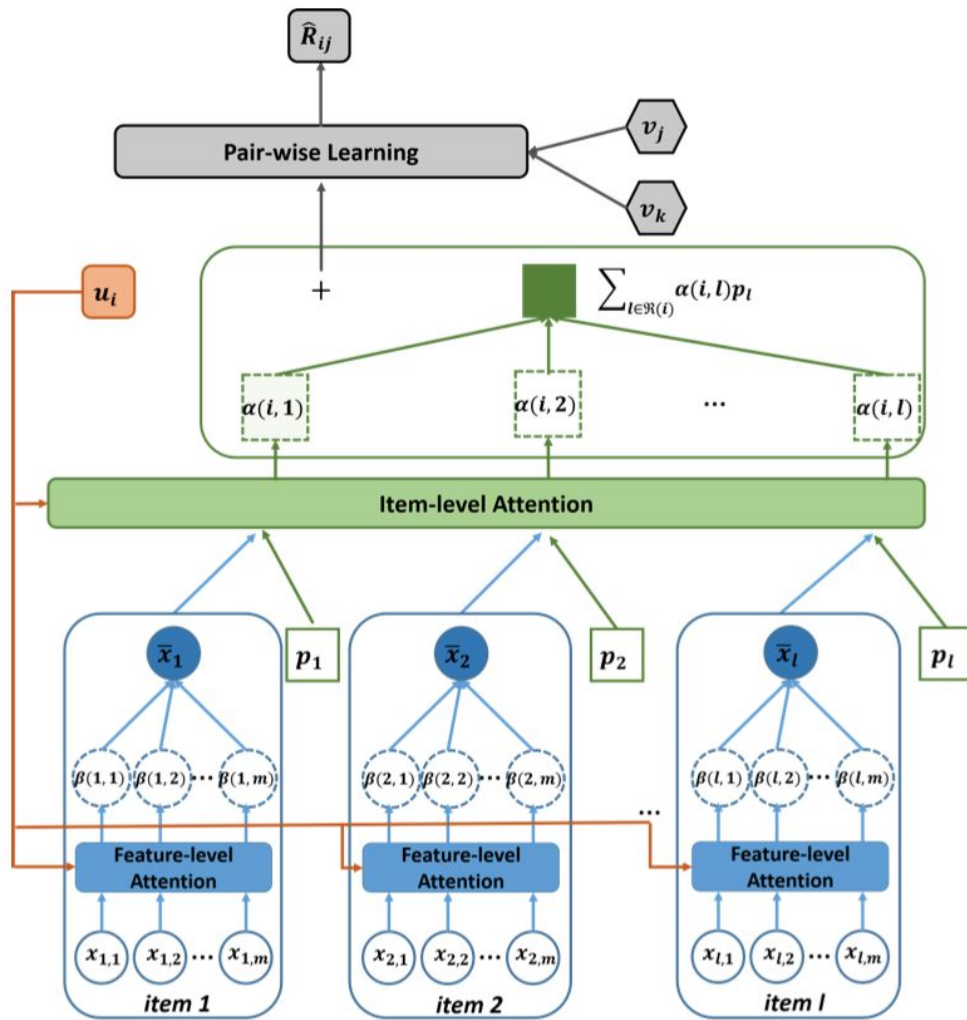 R̂ᵢⱼ
Pair-wise Learning
vⱼ
vₖ
uᵢ
+
∑_{l∈ℜ(i)} α(i, l)pₗ
α(i, 1) α(i, 2) ... α(i, l)
Item-level Attention
x̄₁ p₁ x̄₂ p₂ x̄ₗ pₗ
β(1, 1) β(1, 2) ... β(1, m) β(2, 1) β(2, 2) ... β(2, m) β(l, 1) β(l, 2) ... β(l, m)
...
Feature-level Attention Feature-level Attention Feature-level Attention
x₁,₁ x₁,₂ ... x₁,ₘ x₂,₁ x₂,₂ ... x₂,ₘ xₗ,₁ xₗ,₂ ... xₗ,ₘ
item 1 item 2 item l